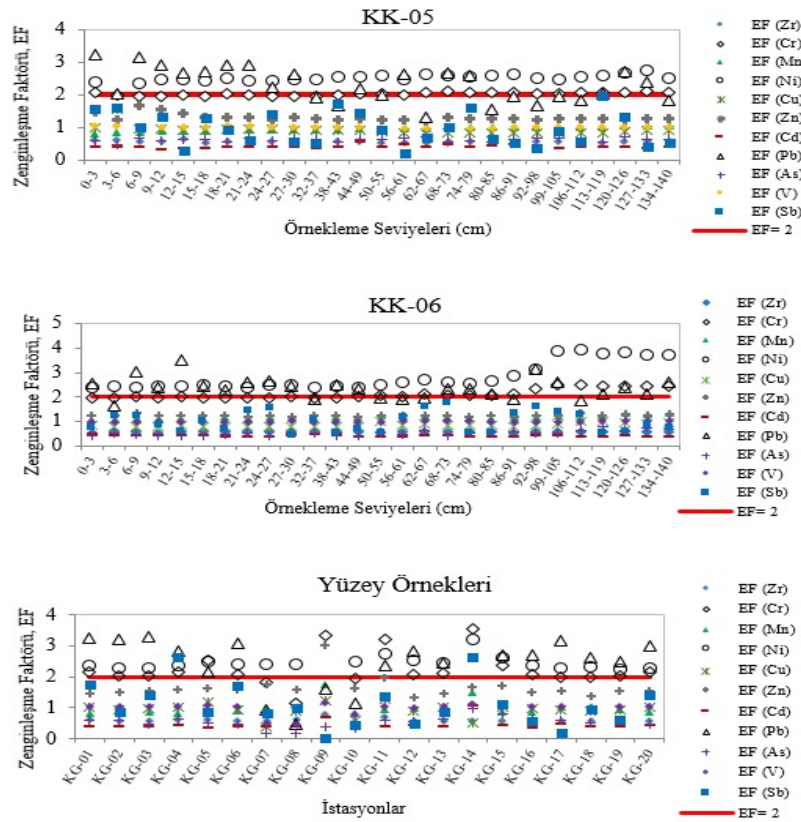 KK-05
Zenginleşme Faktörü, EF
4
3
2
1
0
0-3
3-6
6-9
9-12
12-15
15-18
18-21
21-24
24-27
27-30
32-37
38-43
44-49
50-55
56-61
62-67
68-73
74-79
80-85
86-91
92-98
99-105
106-112
113-119
120-126
127-133
134-140
Örnekleme Seviyeleri (cm)
EF (Zr)
EF (Cr)
EF (Mn
EF (Ni)
EF (Cu)
EF (Zn)
EF (Cd)
EF (Pb)
EF (As)
EF (V)
EF (Sb)
EF= 2
KK-06
Zenginleşme Faktörü, EF
5
4
3
2
1
0
0-3
3-6
6-9
9-12
12-15
15-18
18-21
21-24
24-27
27-30
32-37
38-43
44-49
50-55
56-61
62-67
68-73
74-79
80-85
86-91
92-98
99-105
106-112
113-119
120-126
127-133
134-140
Örnekleme Seviyeleri (cm)
EF (Zr)
EF (Cr)
EF (Mn)
EF (Ni)
EF (Cu)
EF (Zn)
EF (Cd)
EF (Pb)
EF (As)
EF (V)
EF (Sb)
EF= 2
Yüzey Örnekleri
Zenginleşme Faktörü, EF
4
3
2
1
0
KG-01
KG-02
KG-03
KG-04
KG-05
KG-06
KG-07
KG-08
KG-09
KG-10
KG-11
KG-12
KG-13
KG-14
KG-15
KG-16
KG-17
KG-18
KG-19
KG-20
İstasyonlar
EF (Zr)
EF (Cr)
EF (Mn)
EF (Ni)
EF (Cu)
EF (Zn)
EF (Cd)
EF (Pb)
EF (As)
EF (V)
EF (Sb)
EF= 2